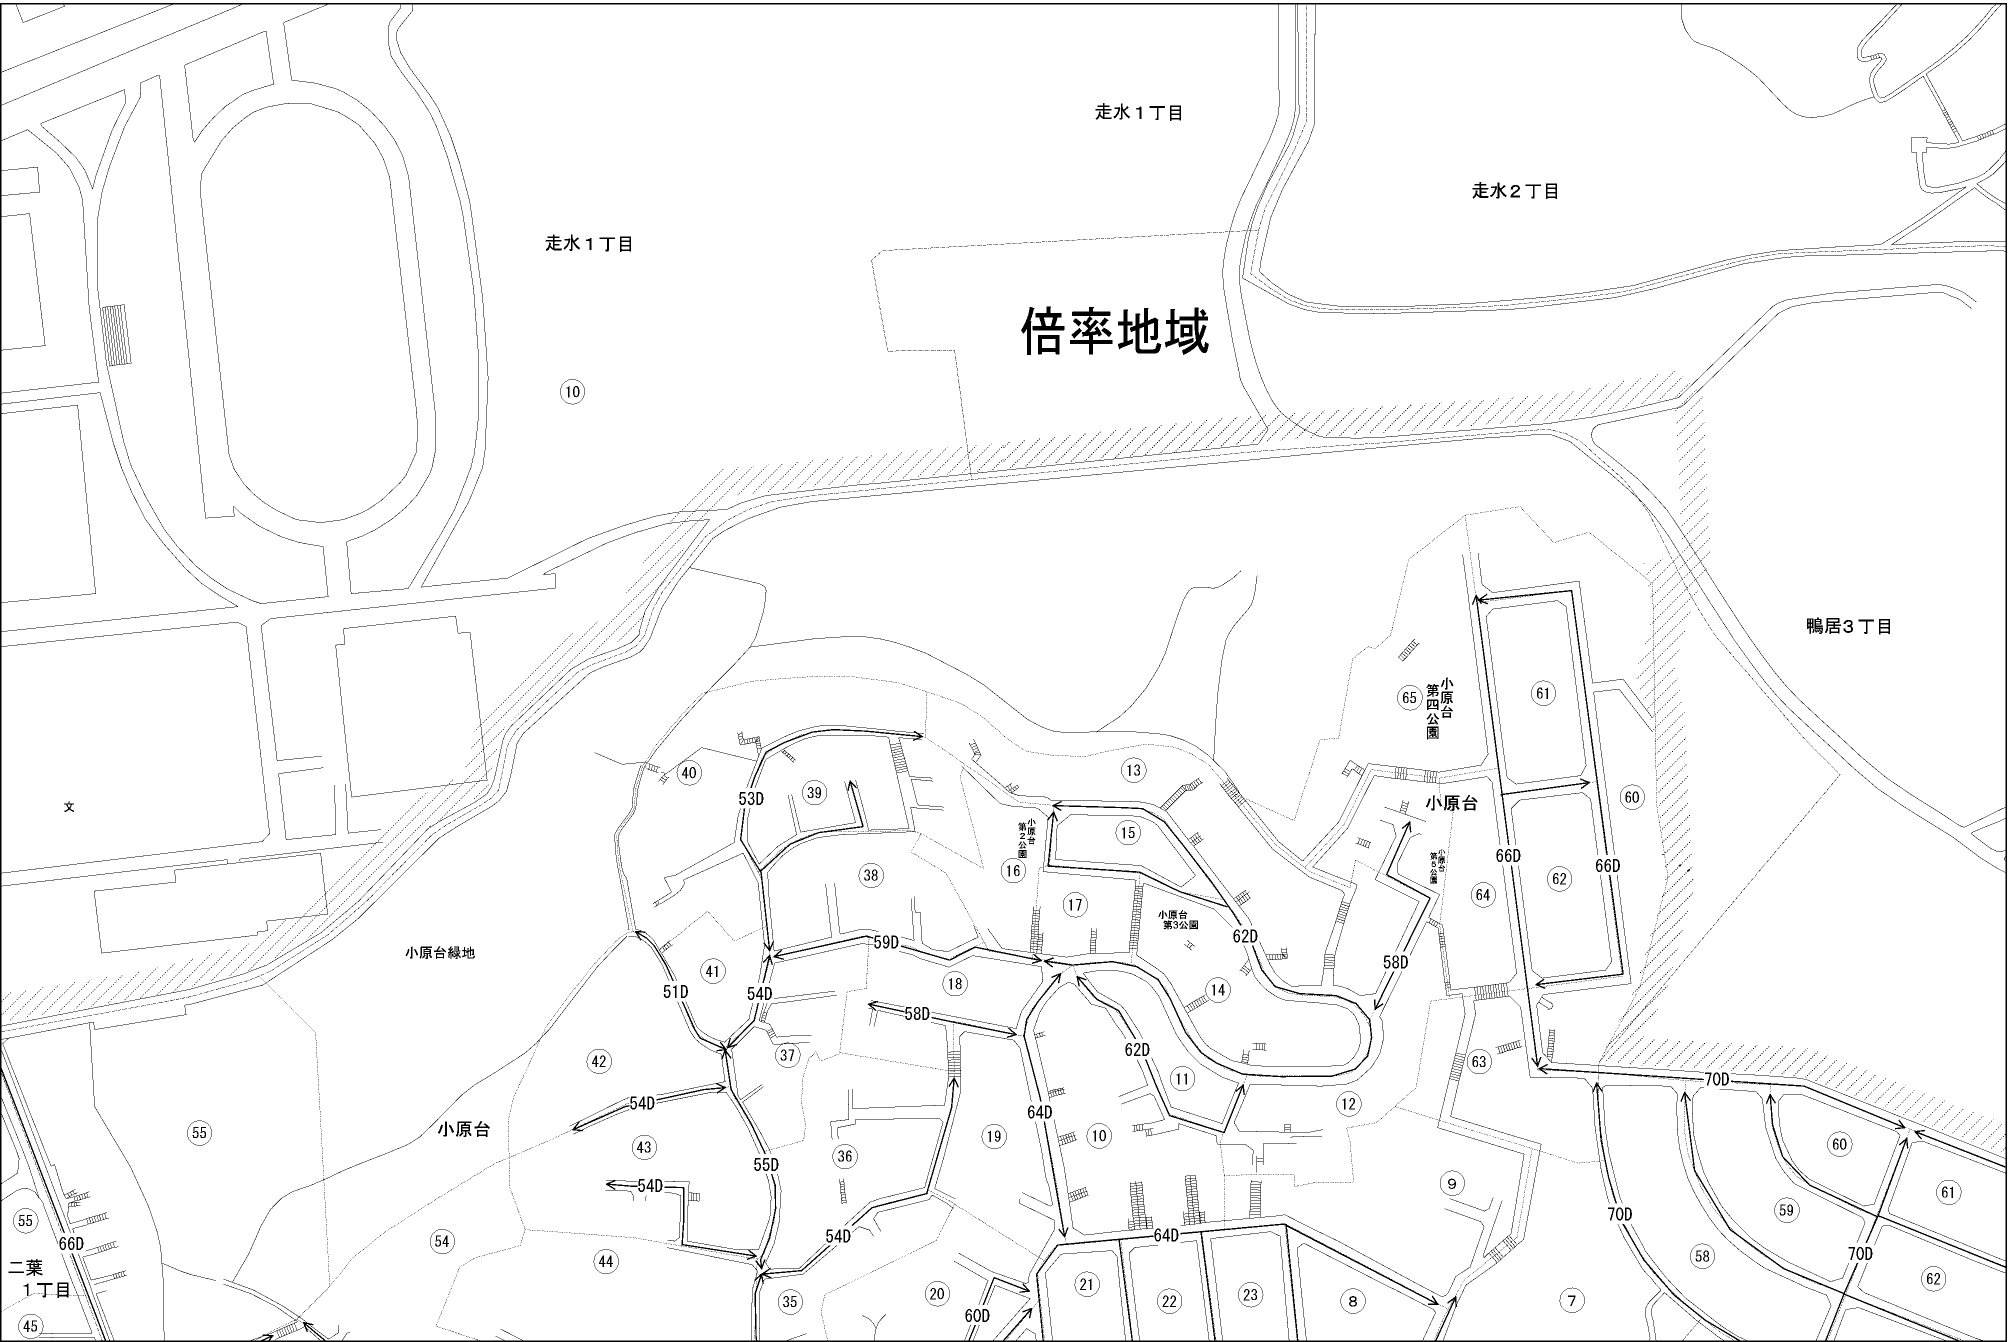 走水1丁目
走水2丁目
走水1丁目
倍率地域
10
鴨居3丁目
小原台
第四公園
65
61
40
39
13
53D
小原台
60
文
小原台
第2公園
15
小原台
第5公園
66D
66D
16
38
62
64
17
小原台
第3公園
小原台緑地
59D
62D
41
58D
51D
54D
18
14
58D
62D
42
37
63
11
70D
54D
64D
12
55
小原台
43
19
10
60
36
55D
54D
9
61
55
66D
54
54D
64D
70D
59
70D
44
58
二葉
1丁目
21
62
35
20
22
23
8
7
45
60D